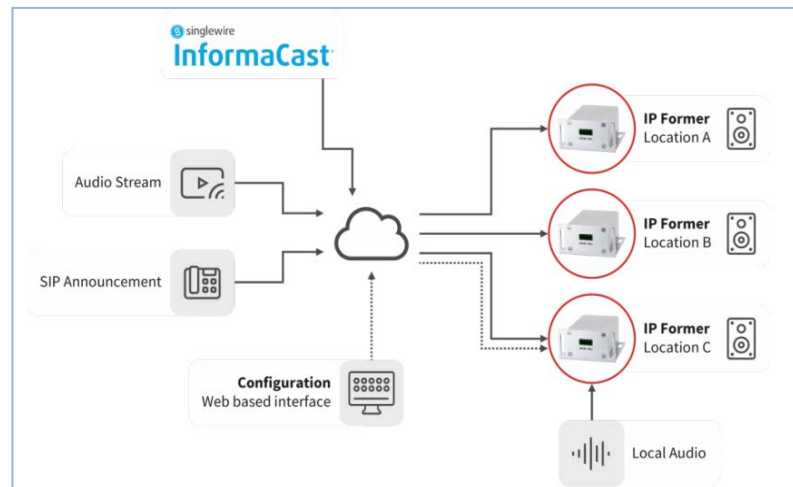 singlewire
InformaCast
Audio Stream
SIP Announcement
Configuration
Web based interface
IP Former
Location A
IP Former
Location B
IP Former
Location C
Local Audio